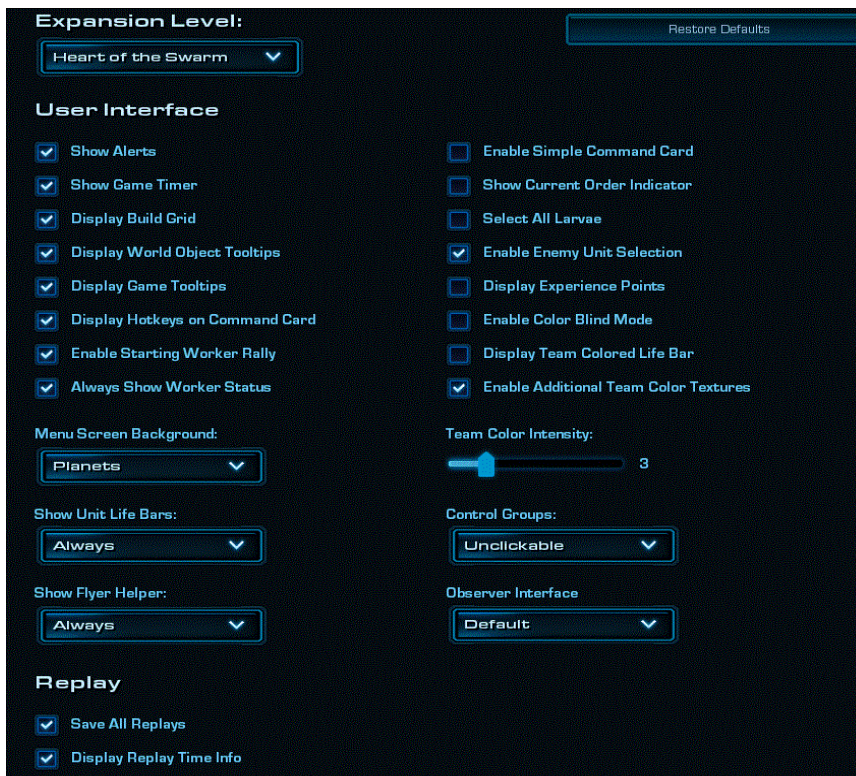 Expansion Level:
Restore Defaults
Heart of the Swarm
User Interface
Show Alerts
Enable Simple Command Card
Show Game Timer
Show Current Order Indicator
Display Build Grid
Select All Larvae
Display World Object Tooltips
Enable Enemy Unit Selection
Display Game Tooltips
Display Experience Points
Display Hotkeys on Command Card
Enable Color Blind Mode
Enable Starting Worker Rally
Display Team Colored Life Bar
Always Show Worker Status
Enable Additional Team Color Textures
Menu Screen Background:
Team Color Intensity:
Planets
3
Show Unit Life Bars:
Control Groups:
Always
Unclickable
Show Flyer Helper:
Observer Interface
Always
Default
Replay
Save All Replays
Display Replay Time Info